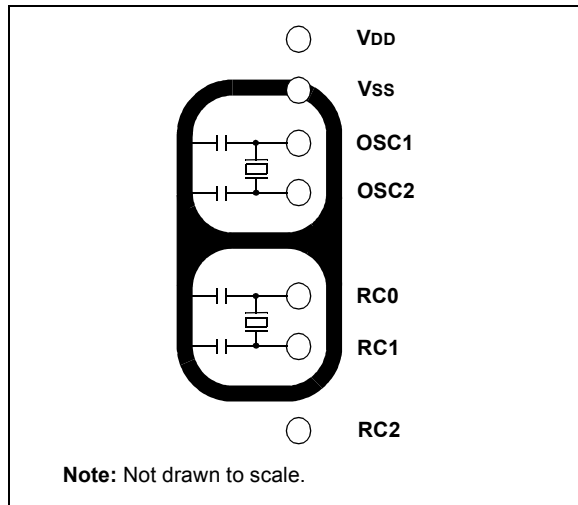 VDD
VSS
OSC1
OSC2
RC0
RC1
RC2
Note: Not drawn to scale.